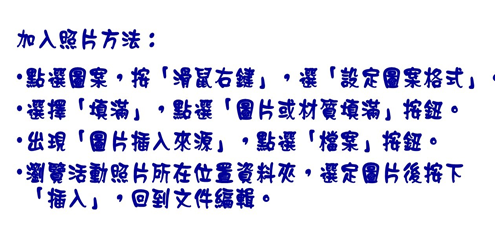 加入照片方法：
•點選圖案，按「滑鼠右鍵」，選「設定圖案格式」，
•選擇「填滿」，點選「圖片或材質填滿」按鈕。
•出現「圖片插入來源」，點選「檔案」按鈕。
•瀏覽活動照片所在位置資料夾，選定圖片後按下
「插入」，回到文件編輯。